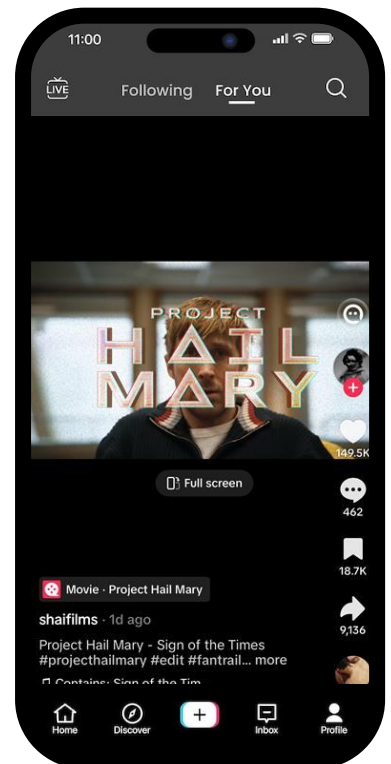 11:00
LIVE
Following
For You
PROJECT
HAIL
MARY
149.5K
Full screen
462
18.7K
Movie · Project Hail Mary
shaifilms · 1d ago
9,136
Project Hail Mary - Sign of the Times
#projecthailmary #edit #fantrail... more
Contains: Sign of the Tim
Home
Discover
Inbox
Profile